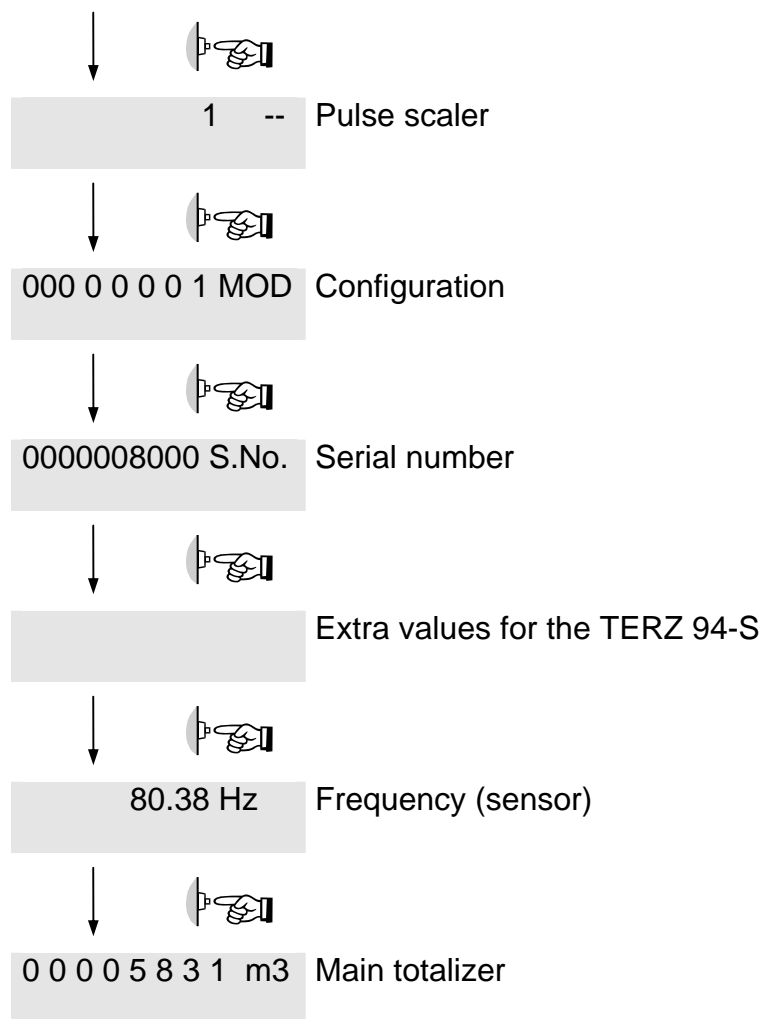 1 -- Pulse scaler
000 0 0 0 0 1 MOD Configuration
0000008000 S.No. Serial number
Extra values for the TERZ 94-S
80.38 Hz Frequency (sensor)
0 0 0 0 5 8 3 1 m3 Main totalizer